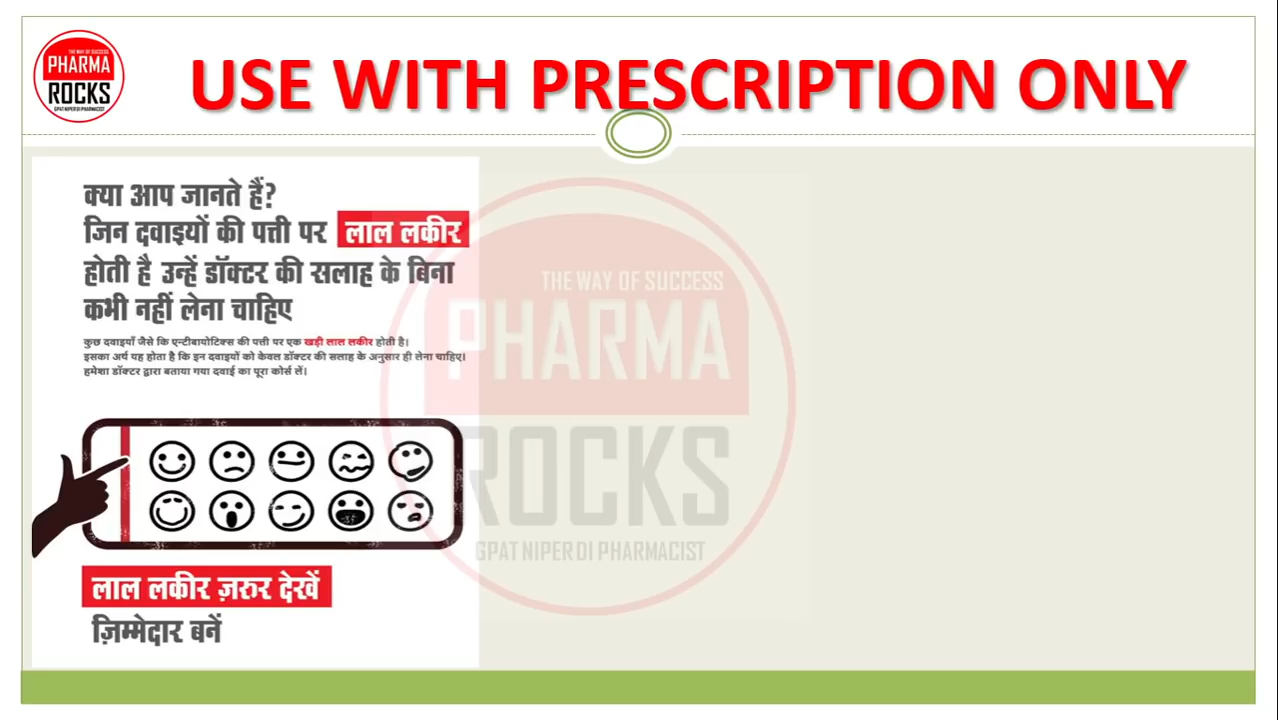 THE WAY OF SUCCESS
PHARMA
ROCKS
GPAT NIPER DI PHARMACIST
USE WITH PRESCRIPTION ONLY
क्या आप जानते हैं?
जिन दवाइयों की पत्ती पर लाल लकीर
होती है उन्हें डॉक्टर की सलाह के बिना
कभी नहीं लेना चाहिए
कुछ दवाइयाँ जैसे कि एन्टीबायोटिक्स की पत्ती पर एक खड़ी लाल लकीर होती है।
इसका अर्थ यह होता है कि इन दवाइयों को केवल डॉक्टर की सलाह के अनुसार ही लेना चाहिए।
हमेशा डॉक्टर द्वारा बताया गया दवाई का पूरा कोर्स लें।
THE WAY OF SUCCESS
PHARMA
ROCKS
GPAT NIPER DI PHARMACIST
लाल लकीर ज़रुर देखें
ज़िम्मेदार बनें